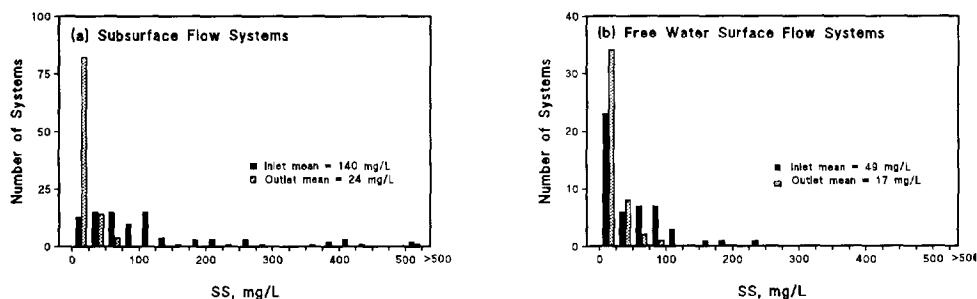 (a) Subsurface Flow Systems
100
75
50
25
0
Number of Systems
Inlet mean = 140 mg/L
Outlet mean = 24 mg/L
0 100 200 300 400 500 >500
SS, mg/L
(b) Free Water Surface Flow Systems
40
30
20
10
0
Number of Systems
Inlet mean = 49 mg/L
Outlet mean = 17 mg/L
0 100 200 300 400 500 >500
SS, mg/L